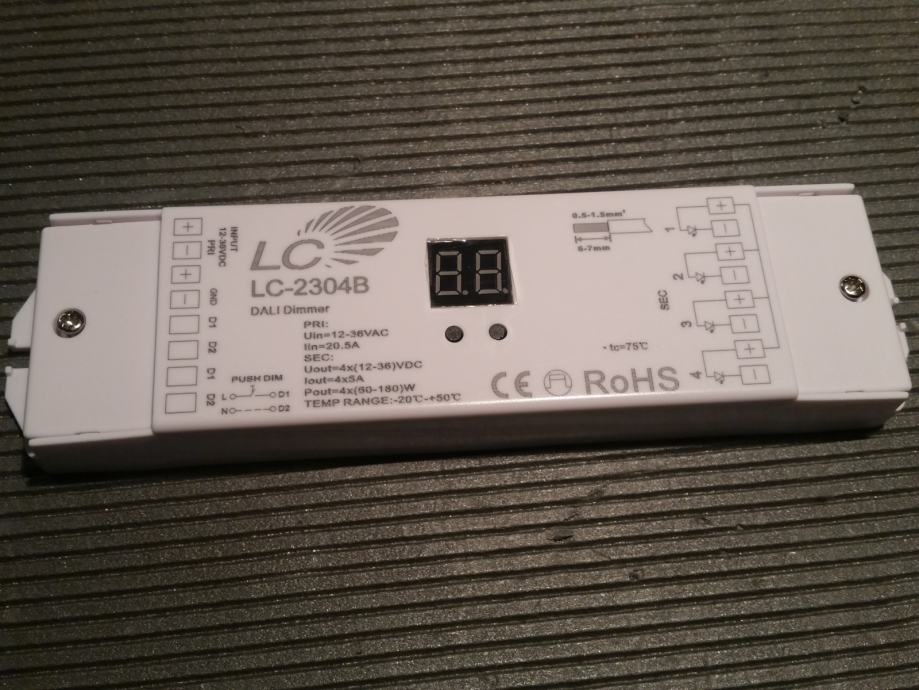 INPUT
12-36VDC
PRI
+
-
+
-
GND
D1
D2
D1
D2
LC
LC-2304B
DALI Dimmer
PRI:
Uin=12-36VAC
Iin=20.5A
SEC:
Uout=4x(12-36)VDC
Iout=4x5A
Pout=4x(60-180)W
TEMP RANGE:-20℃-+50℃
PUSH DIM
L D1
N D2
8.8.
0.5-1.5mm²
6-7mm
·tc=75℃
CE RoHS
SEC
1
+
-
2
+
-
3
+
-
4
+
-